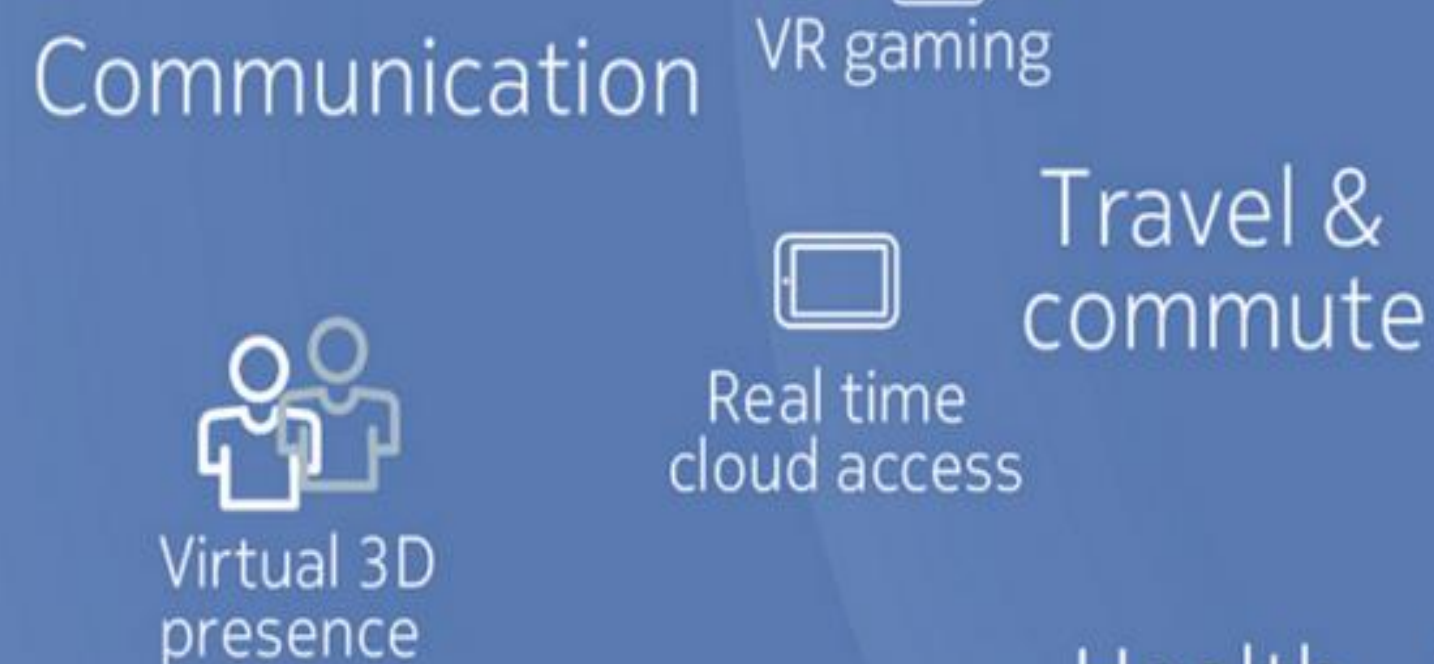 Communication
VR gaming
Travel &
commute
Real time
cloud access
Virtual 3D
presence